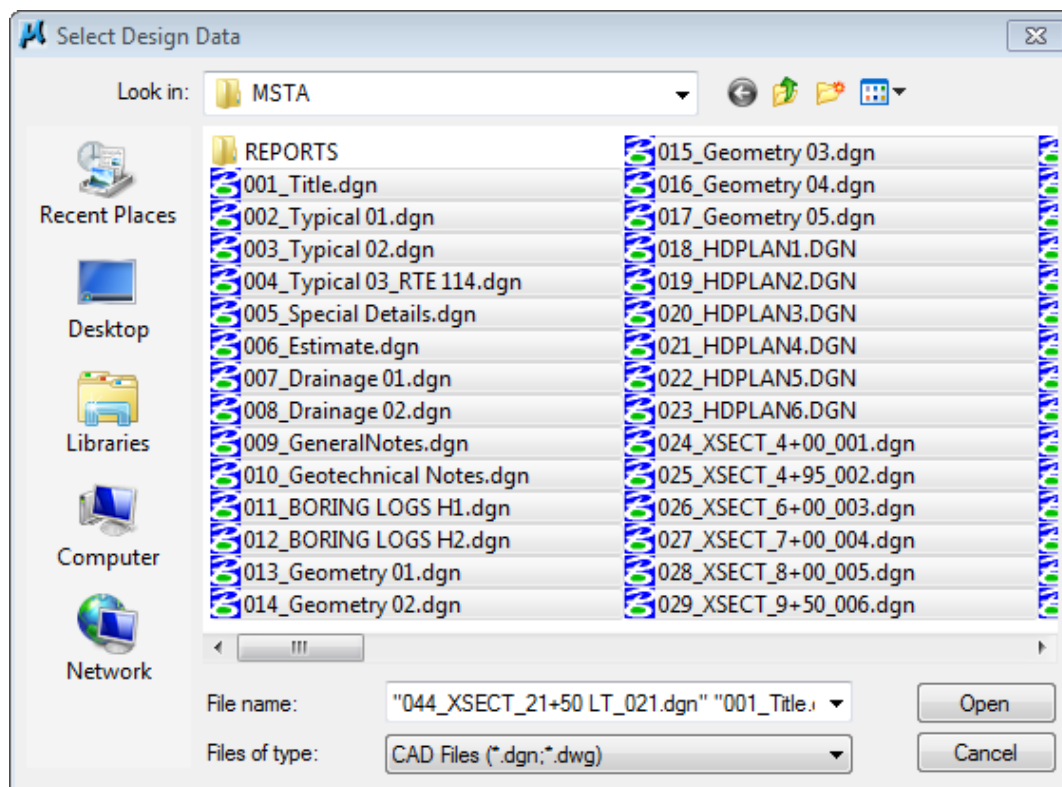 Select Design Data
Look in: MSTA
Recent Places
Desktop
Libraries
Computer
Network
REPORTS
001_Title.dgn
002_Typical 01.dgn
003_Typical 02.dgn
004_Typical 03_RTE 114.dgn
005_Special Details.dgn
006_Estimate.dgn
007_Drainage 01.dgn
008_Drainage 02.dgn
009_GeneralNotes.dgn
010_Geotechnical Notes.dgn
011_BORING LOGS H1.dgn
012_BORING LOGS H2.dgn
013_Geometry 01.dgn
014_Geometry 02.dgn
015_Geometry 03.dgn
016_Geometry 04.dgn
017_Geometry 05.dgn
018_HDPLAN1.DGN
019_HDPLAN2.DGN
020_HDPLAN3.DGN
021_HDPLAN4.DGN
022_HDPLAN5.DGN
023_HDPLAN6.DGN
024_XSECT_4+00_001.dgn
025_XSECT_4+95_002.dgn
026_XSECT_6+00_003.dgn
027_XSECT_7+00_004.dgn
028_XSECT_8+00_005.dgn
029_XSECT_9+50_006.dgn
File name: "044_XSECT_21+50 LT_021.dgn" "001_Title.
Open
Files of type: CAD Files (*.dgn;*.dwg)
Cancel